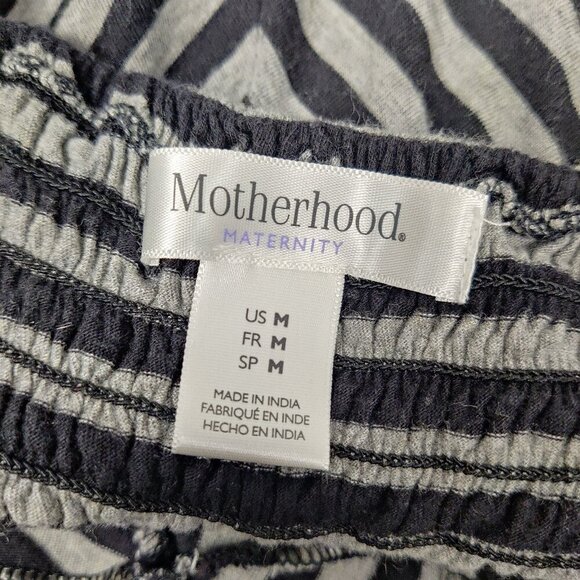 Motherhood®
MATERNITY
US M
FR M
SP M
MADE IN INDIA
FABRIQUÉ EN INDE
HECHO EN INDIA